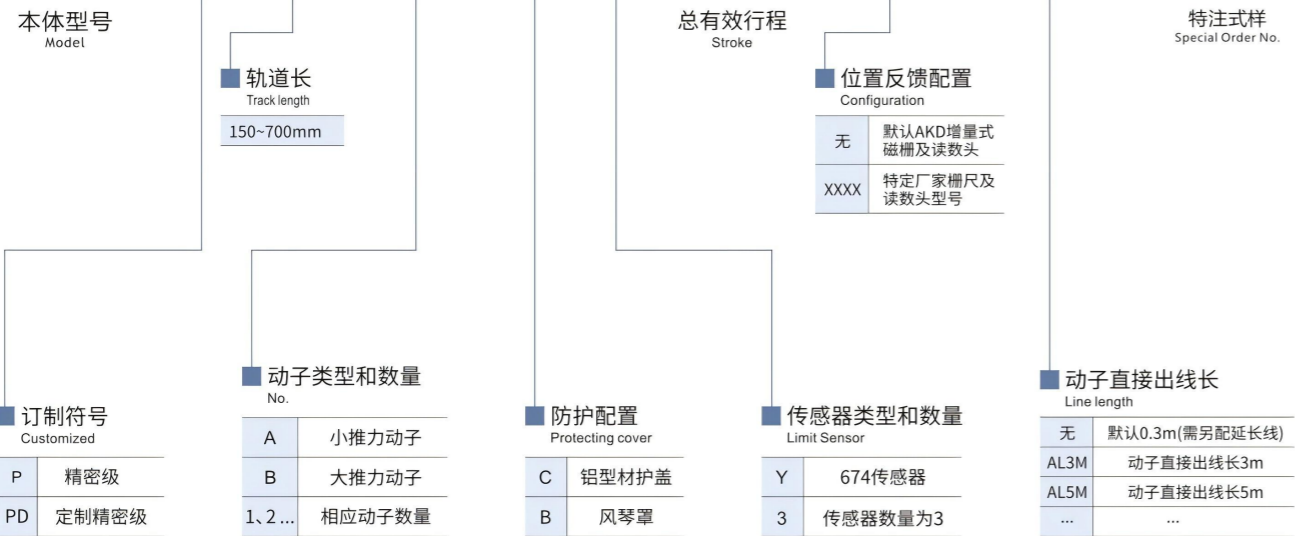 本体型号
Model
总有效行程
Stroke
特注式样
Special Order No.
轨道长
Track length
150~700mm
位置反馈配置
Configuration
无 默认AKD增量式
磁栅及读数头
XXXX 特定厂家栅尺及
读数头型号
订制符号
Customized
P 精密级
PD 定制精密级
动子类型和数量
No.
A 小推力动子
B 大推力动子
1、2... 相应动子数量
防护配置
Protecting cover
C 铝型材护盖
B 风琴罩
传感器类型和数量
Limit Sensor
Y 674传感器
3 传感器数量为3
动子直接出线长
Line length
无 默认0.3m(需另配延长线)
AL3M 动子直接出线长3m
AL5M 动子直接出线长5m
... ...